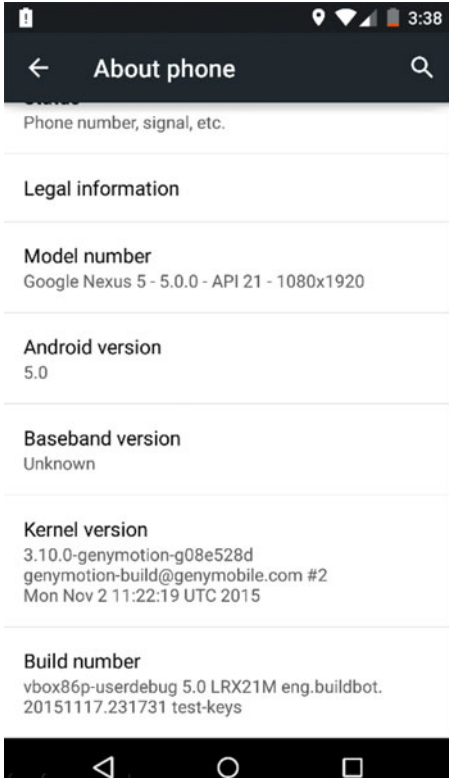 3:38
About phone
Phone number, signal, etc.
Legal information
Model number
Google Nexus 5 - 5.0.0 - API 21 - 1080x1920
Android version
5.0
Baseband version
Unknown
Kernel version
3.10.0-genymotion-g08e528d
genymotion-build@genymobile.com #2
Mon Nov 2 11:22:19 UTC 2015
Build number
vbox86p-userdebug 5.0 LRX21M eng.buildbot.
20151117.231731 test-keys